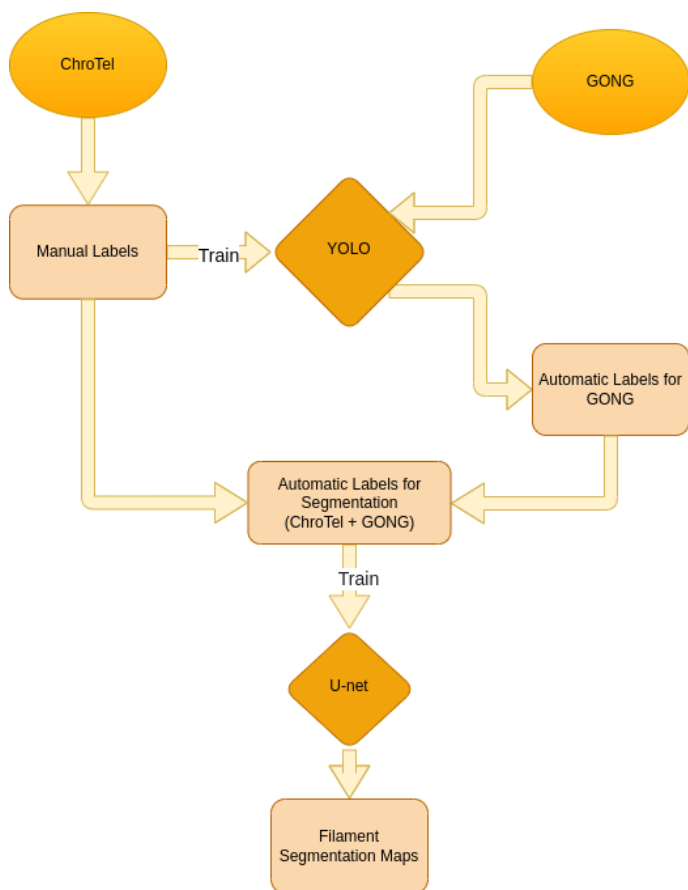 ChroTel
GONG
Manual Labels
Train
YOLO
Automatic Labels for
GONG
Automatic Labels for
Segmentation
(ChroTel + GONG)
Train
U-net
Filament
Segmentation Maps